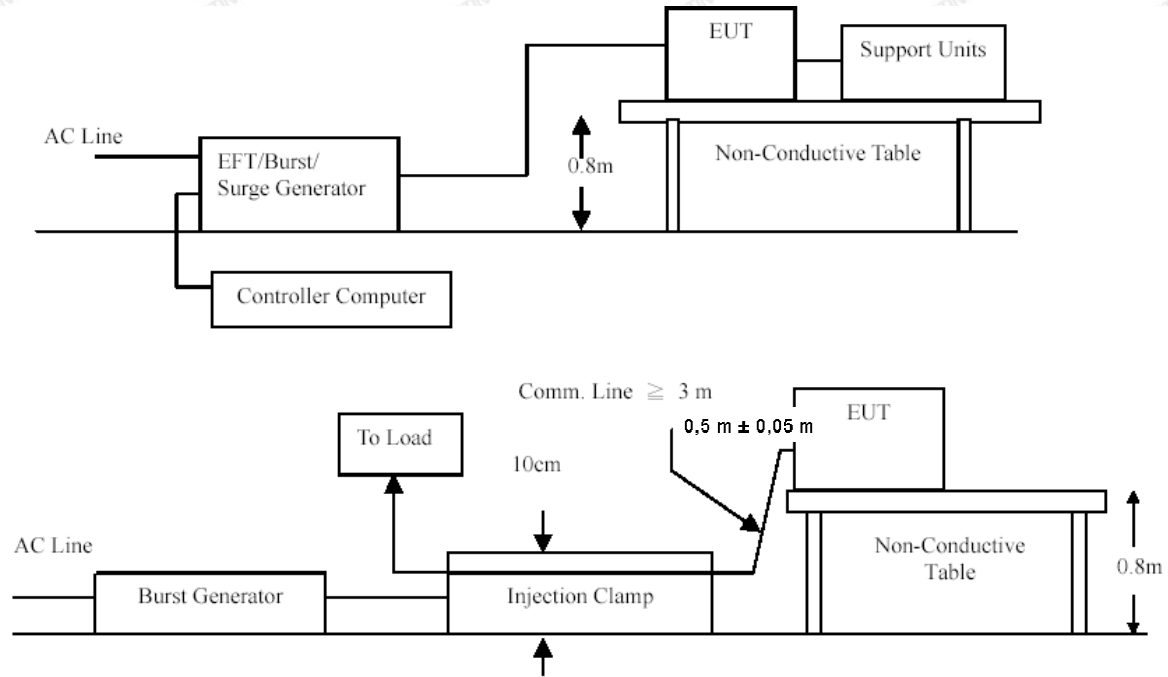 EUT
Support Units
AC Line
EFT/Burst/
Surge Generator
0.8m
Non-Conductive Table
Controller Computer
Comm. Line ≧ 3 m
0,5 m ± 0,05 m
EUT
To Load
10cm
AC Line
Burst Generator
Injection Clamp
Non-Conductive
Table
0.8m